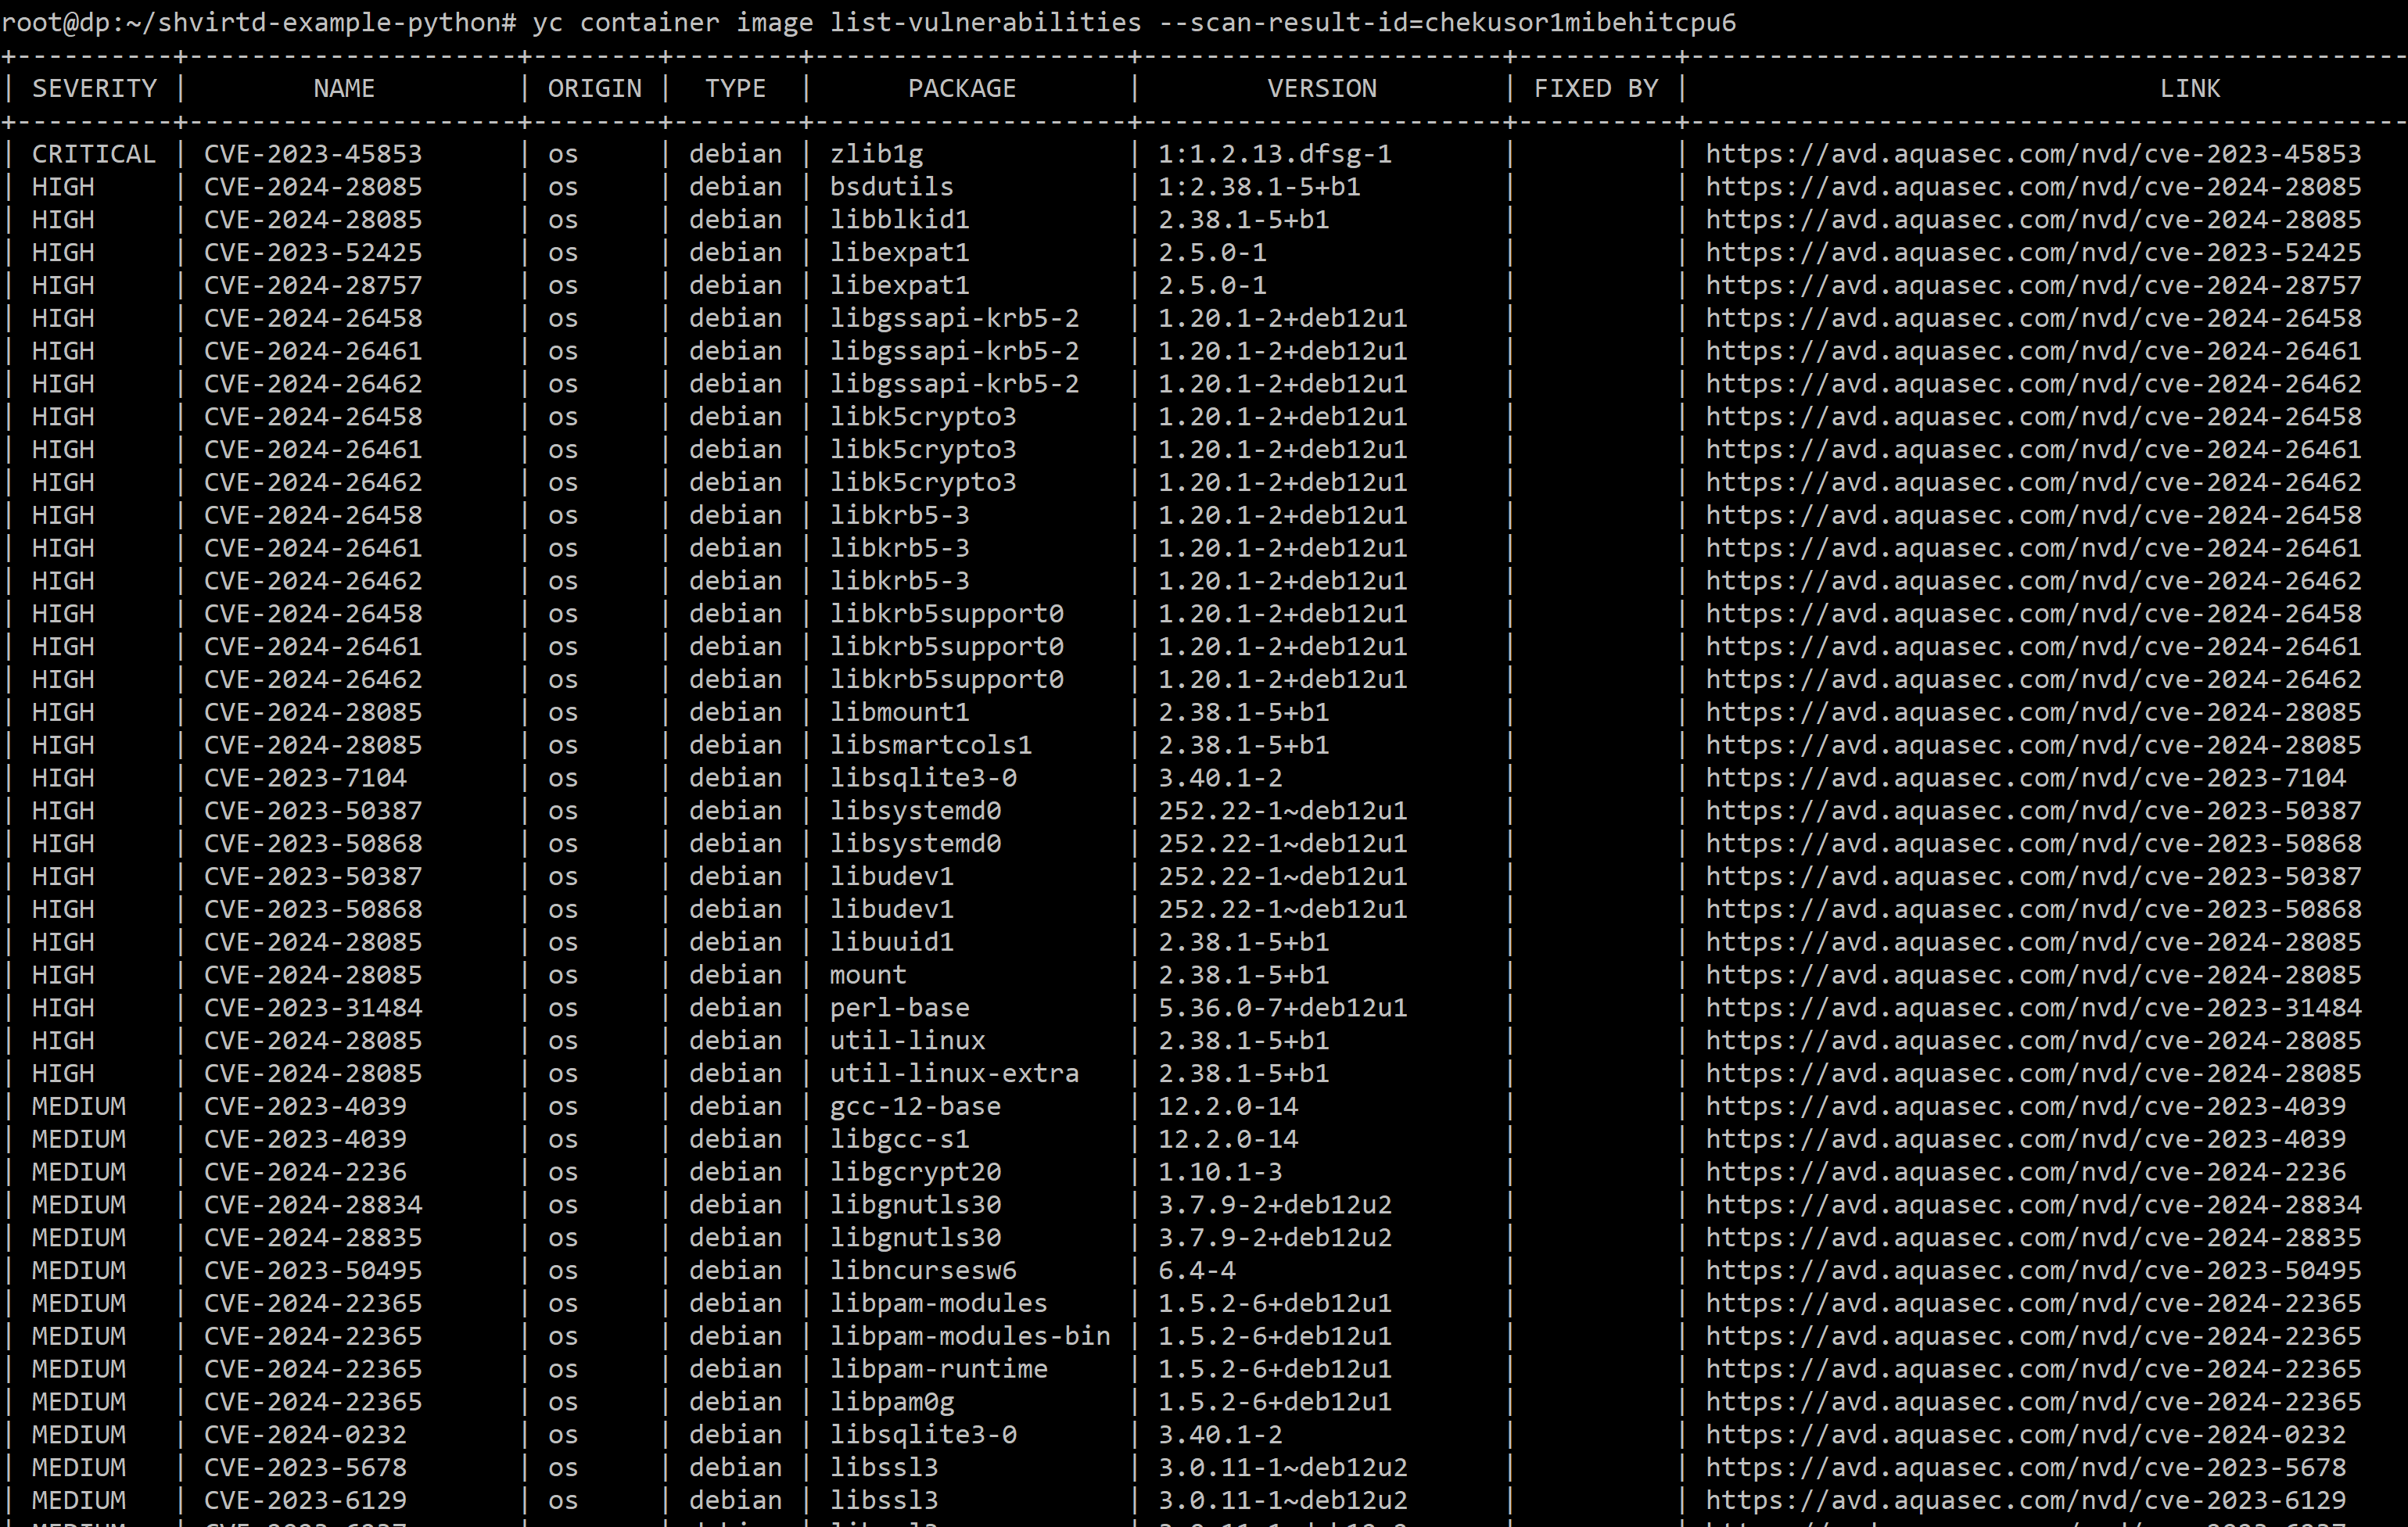 root@dp:~/shvirtd-example-python# yc container image list-vulnerabilities --scan-result-id=chekusor1mibehitcpu6
+----------+---------------------+--------+--------+--------------------+-----------------------+----------+----------------------------------------------
| SEVERITY | NAME | ORIGIN | TYPE | PACKAGE | VERSION | FIXED BY | LINK
+----------+---------------------+--------+--------+--------------------+-----------------------+----------+----------------------------------------------
| CRITICAL | CVE-2023-45853 | os | debian | zlib1g | 1:1.2.13.dfsg-1 | | https://avd.aquasec.com/nvd/cve-2023-45853
| HIGH | CVE-2024-28085 | os | debian | bsdutils | 1:2.38.1-5+b1 | | https://avd.aquasec.com/nvd/cve-2024-28085
| HIGH | CVE-2024-28085 | os | debian | libblkid1 | 2.38.1-5+b1 | | https://avd.aquasec.com/nvd/cve-2024-28085
| HIGH | CVE-2023-52425 | os | debian | libexpat1 | 2.5.0-1 | | https://avd.aquasec.com/nvd/cve-2023-52425
| HIGH | CVE-2024-28757 | os | debian | libexpat1 | 2.5.0-1 | | https://avd.aquasec.com/nvd/cve-2024-28757
| HIGH | CVE-2024-26458 | os | debian | libgssapi-krb5-2 | 1.20.1-2+deb12u1 | | https://avd.aquasec.com/nvd/cve-2024-26458
| HIGH | CVE-2024-26461 | os | debian | libgssapi-krb5-2 | 1.20.1-2+deb12u1 | | https://avd.aquasec.com/nvd/cve-2024-26461
| HIGH | CVE-2024-26462 | os | debian | libgssapi-krb5-2 | 1.20.1-2+deb12u1 | | https://avd.aquasec.com/nvd/cve-2024-26462
| HIGH | CVE-2024-26458 | os | debian | libk5crypto3 | 1.20.1-2+deb12u1 | | https://avd.aquasec.com/nvd/cve-2024-26458
| HIGH | CVE-2024-26461 | os | debian | libk5crypto3 | 1.20.1-2+deb12u1 | | https://avd.aquasec.com/nvd/cve-2024-26461
| HIGH | CVE-2024-26462 | os | debian | libk5crypto3 | 1.20.1-2+deb12u1 | | https://avd.aquasec.com/nvd/cve-2024-26462
| HIGH | CVE-2024-26458 | os | debian | libkrb5-3 | 1.20.1-2+deb12u1 | | https://avd.aquasec.com/nvd/cve-2024-26458
| HIGH | CVE-2024-26461 | os | debian | libkrb5-3 | 1.20.1-2+deb12u1 | | https://avd.aquasec.com/nvd/cve-2024-26461
| HIGH | CVE-2024-26462 | os | debian | libkrb5-3 | 1.20.1-2+deb12u1 | | https://avd.aquasec.com/nvd/cve-2024-26462
| HIGH | CVE-2024-26458 | os | debian | libkrb5support0 | 1.20.1-2+deb12u1 | | https://avd.aquasec.com/nvd/cve-2024-26458
| HIGH | CVE-2024-26461 | os | debian | libkrb5support0 | 1.20.1-2+deb12u1 | | https://avd.aquasec.com/nvd/cve-2024-26461
| HIGH | CVE-2024-26462 | os | debian | libkrb5support0 | 1.20.1-2+deb12u1 | | https://avd.aquasec.com/nvd/cve-2024-26462
| HIGH | CVE-2024-28085 | os | debian | libmount1 | 2.38.1-5+b1 | | https://avd.aquasec.com/nvd/cve-2024-28085
| HIGH | CVE-2024-28085 | os | debian | libsmartcols1 | 2.38.1-5+b1 | | https://avd.aquasec.com/nvd/cve-2024-28085
| HIGH | CVE-2023-7104 | os | debian | libsqlite3-0 | 3.40.1-2 | | https://avd.aquasec.com/nvd/cve-2023-7104
| HIGH | CVE-2023-50387 | os | debian | libsystemd0 | 252.22-1~deb12u1 | | https://avd.aquasec.com/nvd/cve-2023-50387
| HIGH | CVE-2023-50868 | os | debian | libsystemd0 | 252.22-1~deb12u1 | | https://avd.aquasec.com/nvd/cve-2023-50868
| HIGH | CVE-2023-50387 | os | debian | libudev1 | 252.22-1~deb12u1 | | https://avd.aquasec.com/nvd/cve-2023-50387
| HIGH | CVE-2023-50868 | os | debian | libudev1 | 252.22-1~deb12u1 | | https://avd.aquasec.com/nvd/cve-2023-50868
| HIGH | CVE-2024-28085 | os | debian | libuuid1 | 2.38.1-5+b1 | | https://avd.aquasec.com/nvd/cve-2024-28085
| HIGH | CVE-2024-28085 | os | debian | mount | 2.38.1-5+b1 | | https://avd.aquasec.com/nvd/cve-2024-28085
| HIGH | CVE-2023-31484 | os | debian | perl-base | 5.36.0-7+deb12u1 | | https://avd.aquasec.com/nvd/cve-2023-31484
| HIGH | CVE-2024-28085 | os | debian | util-linux | 2.38.1-5+b1 | | https://avd.aquasec.com/nvd/cve-2024-28085
| HIGH | CVE-2024-28085 | os | debian | util-linux-extra | 2.38.1-5+b1 | | https://avd.aquasec.com/nvd/cve-2024-28085
| MEDIUM | CVE-2023-4039 | os | debian | gcc-12-base | 12.2.0-14 | | https://avd.aquasec.com/nvd/cve-2023-4039
| MEDIUM | CVE-2023-4039 | os | debian | libgcc-s1 | 12.2.0-14 | | https://avd.aquasec.com/nvd/cve-2023-4039
| MEDIUM | CVE-2024-2236 | os | debian | libgcrypt20 | 1.10.1-3 | | https://avd.aquasec.com/nvd/cve-2024-2236
| MEDIUM | CVE-2024-28834 | os | debian | libgnutls30 | 3.7.9-2+deb12u2 | | https://avd.aquasec.com/nvd/cve-2024-28834
| MEDIUM | CVE-2024-28835 | os | debian | libgnutls30 | 3.7.9-2+deb12u2 | | https://avd.aquasec.com/nvd/cve-2024-28835
| MEDIUM | CVE-2023-50495 | os | debian | libncursesw6 | 6.4-4 | | https://avd.aquasec.com/nvd/cve-2023-50495
| MEDIUM | CVE-2024-22365 | os | debian | libpam-modules | 1.5.2-6+deb12u1 | | https://avd.aquasec.com/nvd/cve-2024-22365
| MEDIUM | CVE-2024-22365 | os | debian | libpam-modules-bin | 1.5.2-6+deb12u1 | | https://avd.aquasec.com/nvd/cve-2024-22365
| MEDIUM | CVE-2024-22365 | os | debian | libpam-runtime | 1.5.2-6+deb12u1 | | https://avd.aquasec.com/nvd/cve-2024-22365
| MEDIUM | CVE-2024-22365 | os | debian | libpam0g | 1.5.2-6+deb12u1 | | https://avd.aquasec.com/nvd/cve-2024-22365
| MEDIUM | CVE-2024-0232 | os | debian | libsqlite3-0 | 3.40.1-2 | | https://avd.aquasec.com/nvd/cve-2024-0232
| MEDIUM | CVE-2023-5678 | os | debian | libssl3 | 3.0.11-1~deb12u2 | | https://avd.aquasec.com/nvd/cve-2023-5678
| MEDIUM | CVE-2023-6129 | os | debian | libssl3 | 3.0.11-1~deb12u2 | | https://avd.aquasec.com/nvd/cve-2023-6129